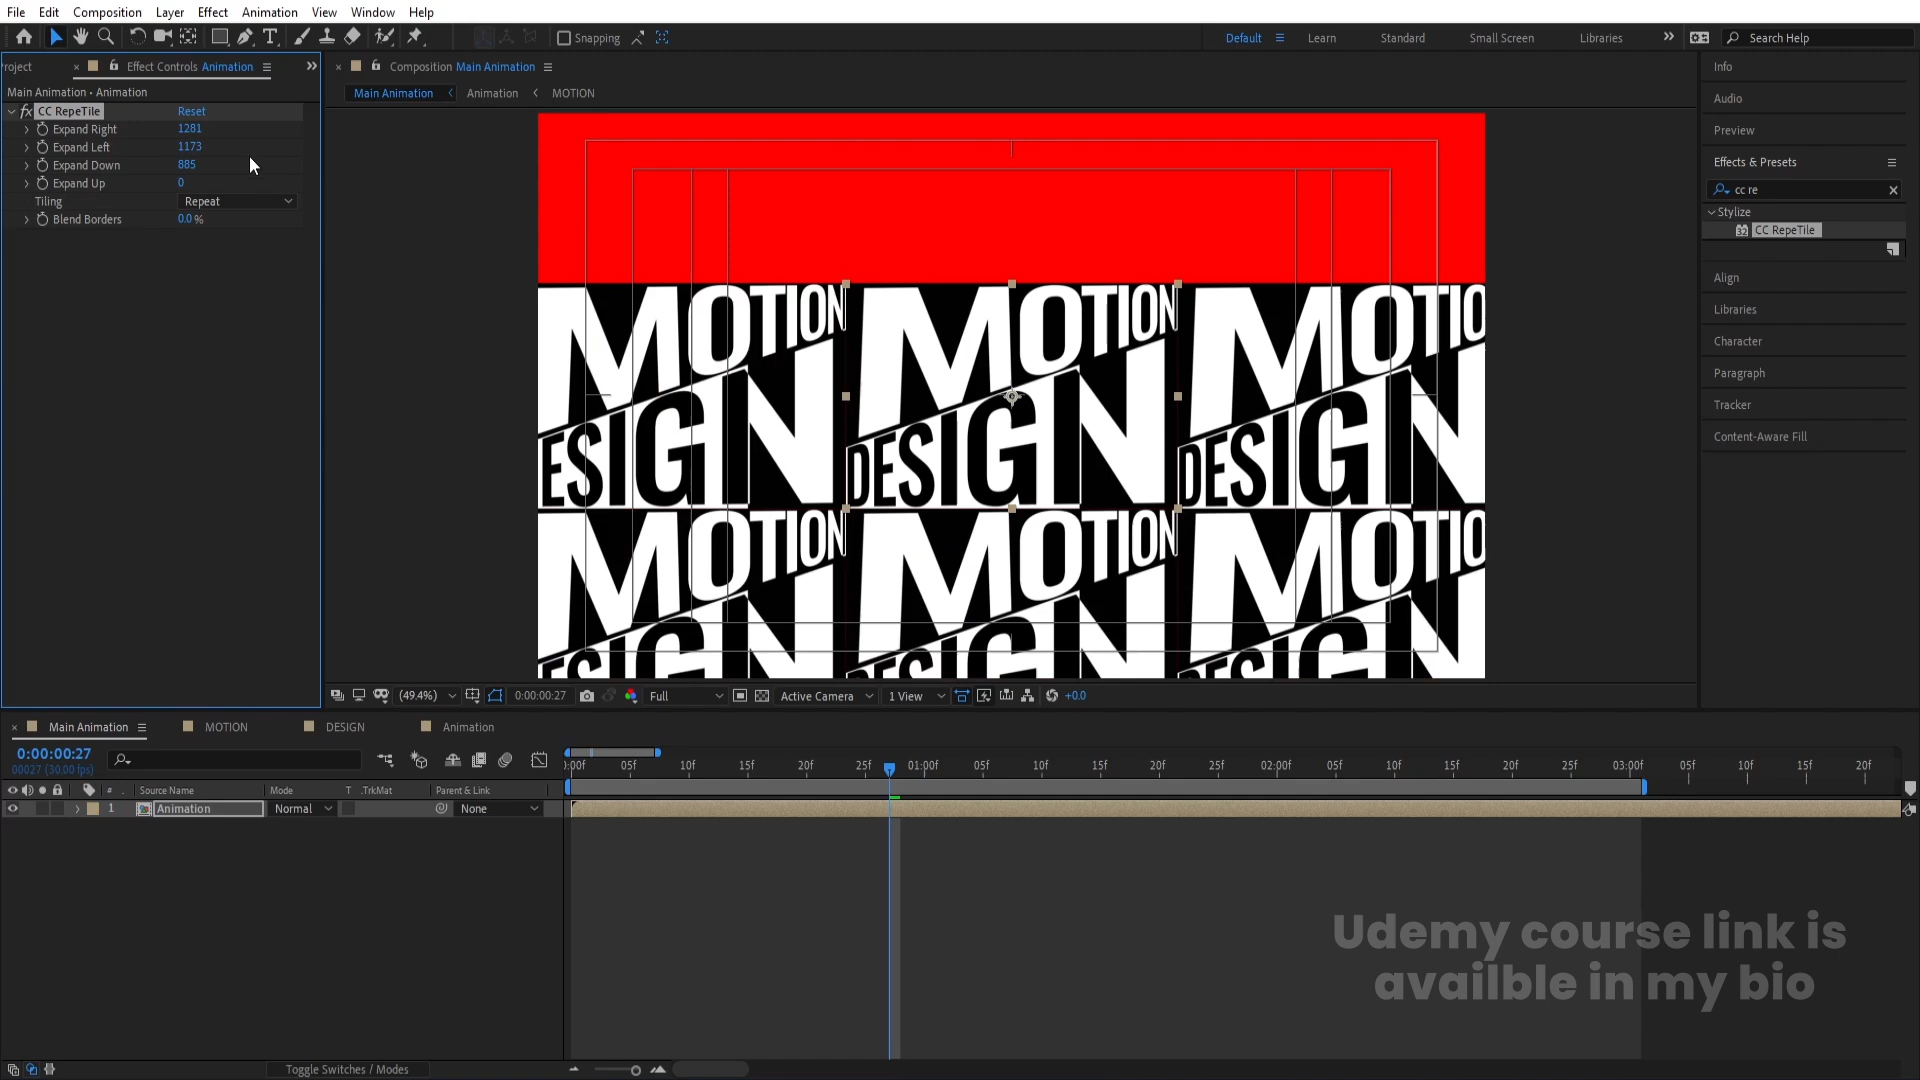 File Edit Composition Layer Effect Animation View Window Help
Snapping
Default Learn Standard Small Screen Libraries Search Help
roject Effect Controls Animation
Composition Main Animation
Main Animation • Animation
Main Animation Animation MOTION
fx CC RepeTile Reset
Expand Right 1281
Expand Left 1173
Expand Down 885
Expand Up 0
Tiling Repeat
Blend Borders 0.0 %
Info
Audio
Preview
Effects & Presets
cc re
Stylize
CC RepeTile
Align
Libraries
Character
Paragraph
Tracker
Content-Aware Fill
MOTION MOTION MOTIO
ESIGN DESIGN DESIGN
MOTION MOTION MOTIO
ESIGN DESIGN DESIGN
(49.4%) 0:00:00:27 Full Active Camera 1 View +0.0
Main Animation MOTION DESIGN Animation
0:00:00:27
00027 (30.00 fps)
:00f 05f 10f 15f 20f 25f 01:00f 05f 10f 15f 20f 25f 02:00f 05f 10f 15f 20f 25f 03:00f 05f 10f 15f 20f
# Source Name Mode T .TrkMat Parent & Link
1 Animation Normal None
Udemy course link is
availble in my bio
Toggle Switches / Modes